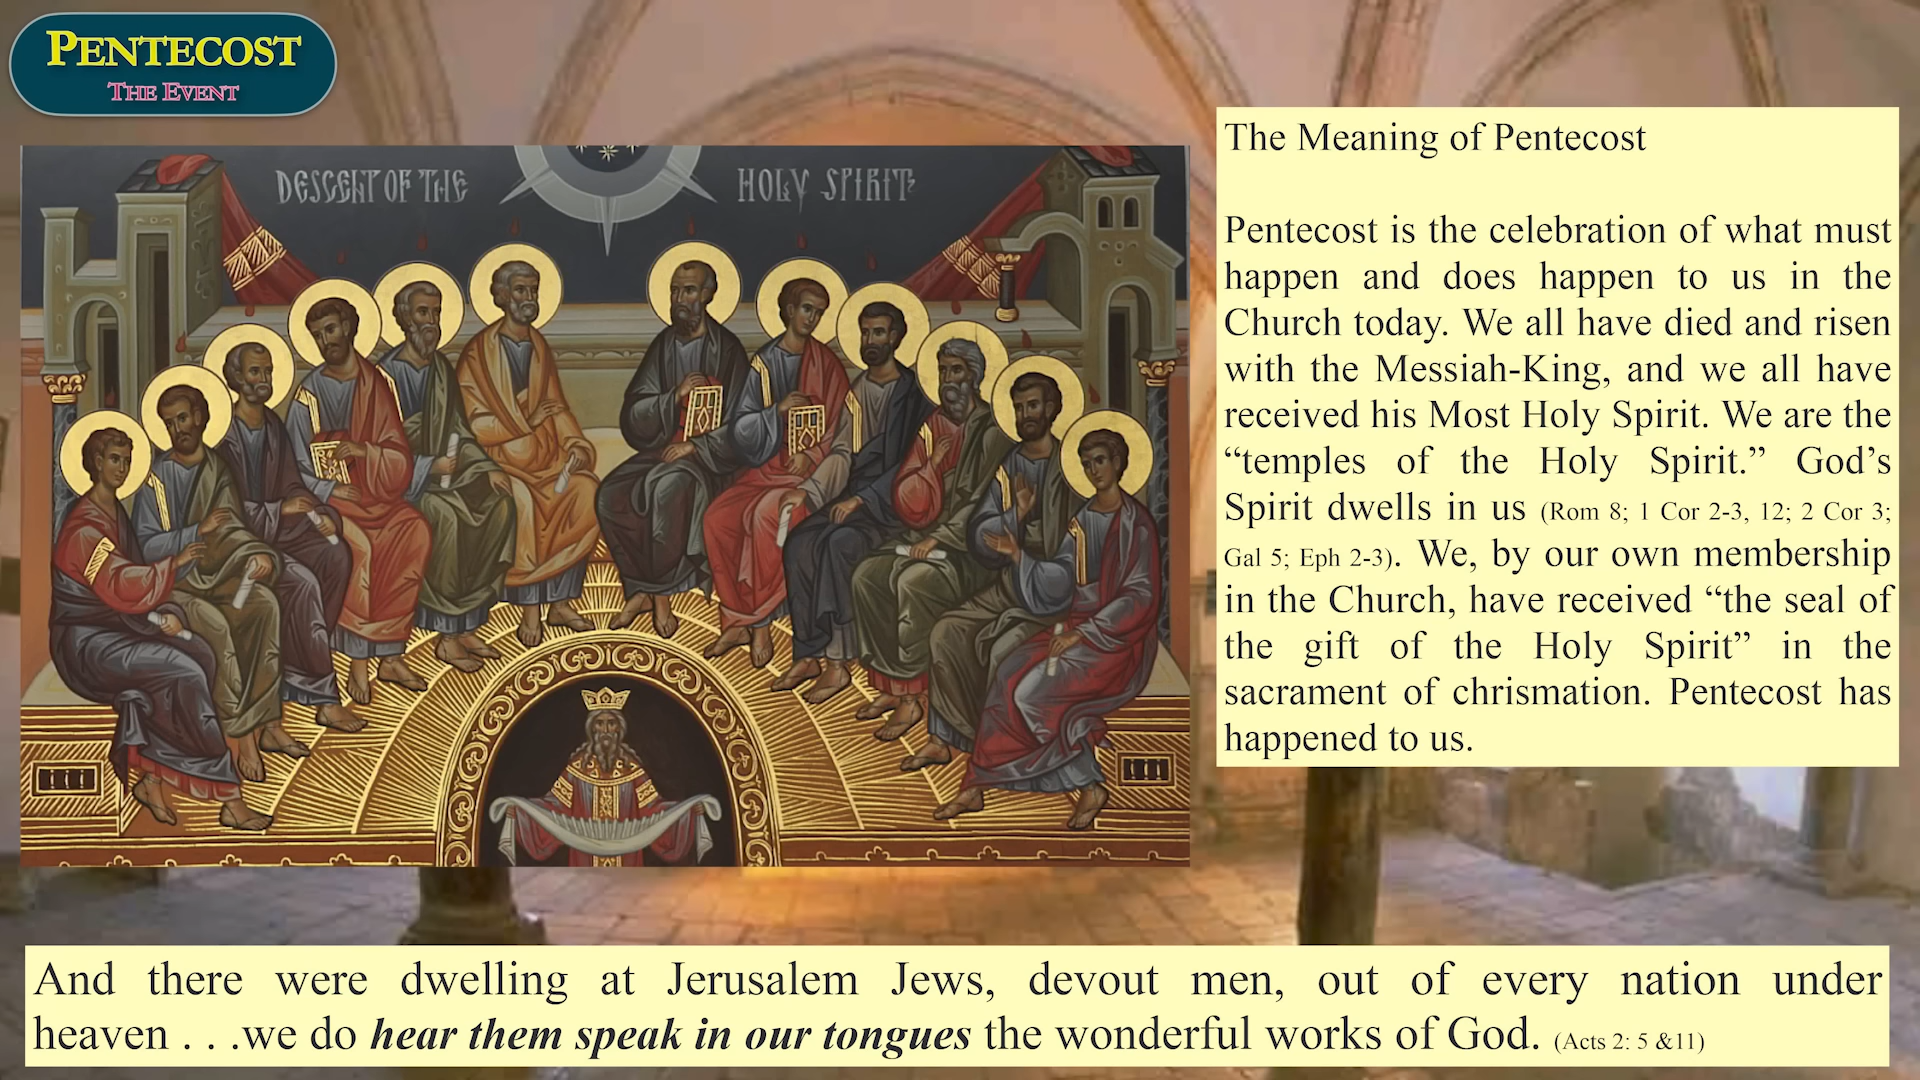 PENTECOST
THE EVENT
DESCENT OF THE HOLY SPIRIT
The Meaning of Pentecost
Pentecost is the celebration of what must
happen and does happen to us in the
Church today. We all have died and risen
with the Messiah-King, and we all have
received his Most Holy Spirit. We are the
“temples of the Holy Spirit.” God’s
Spirit dwells in us (Rom 8; 1 Cor 2-3, 12; 2 Cor 3;
Gal 5; Eph 2-3). We, by our own membership
in the Church, have received “the seal of
the gift of the Holy Spirit” in the
sacrament of chrismation. Pentecost has
happened to us.
And there were dwelling at Jerusalem Jews, devout men, out of every nation under
heaven . . .we do hear them speak in our tongues the wonderful works of God. (Acts 2: 5 &11)